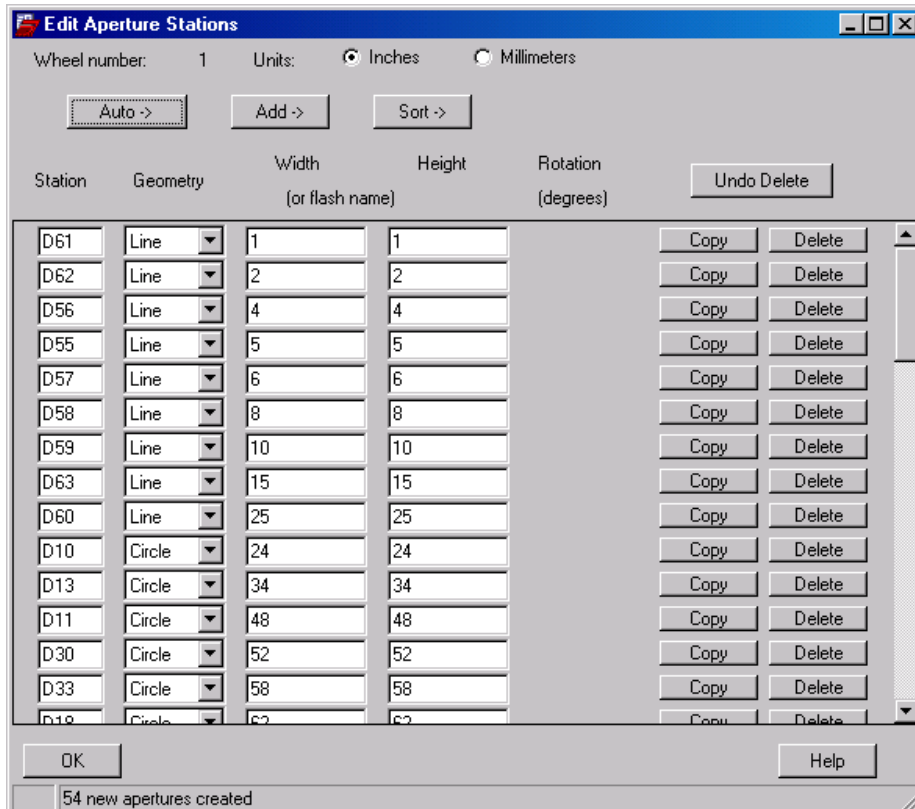 Edit Aperture Stations
Wheel number: 1 Units: Inches Millimeters
Auto -> Add -> Sort ->
Station Geometry Width Height Rotation Undo Delete
(or flash name) (degrees)
D61 Line 1 1 Copy Delete
D62 Line 2 2 Copy Delete
D56 Line 4 4 Copy Delete
D55 Line 5 5 Copy Delete
D57 Line 6 6 Copy Delete
D58 Line 8 8 Copy Delete
D59 Line 10 10 Copy Delete
D63 Line 15 15 Copy Delete
D60 Line 25 25 Copy Delete
D10 Circle 24 24 Copy Delete
D13 Circle 34 34 Copy Delete
D11 Circle 48 48 Copy Delete
D30 Circle 52 52 Copy Delete
D33 Circle 58 58 Copy Delete
Circle Copy Delete
OK Help
54 new apertures created